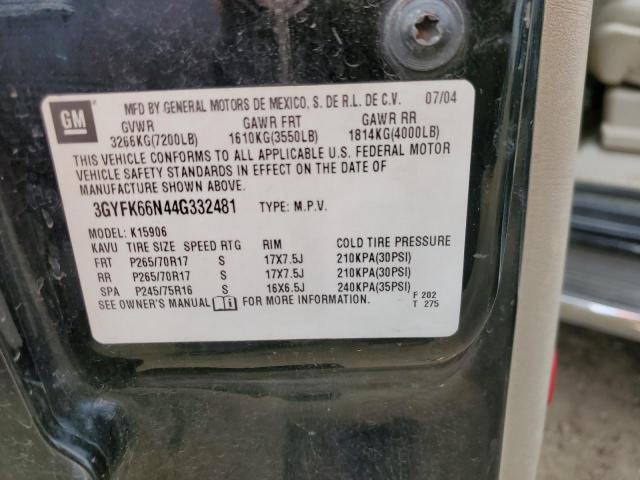 GM
MFD BY GENERAL MOTORS DE MEXICO, S. DE R.L. DE C.V. 07/04
GVWR GAWR FRT GAWR RR
3266KG(7200LB) 1610KG(3550LB) 1814KG(4000LB)
THIS VEHICLE CONFORMS TO ALL APPLICABLE U.S. FEDERAL MOTOR
VEHICLE SAFETY STANDARDS IN EFFECT ON THE DATE OF
MANUFACTURE SHOWN ABOVE.
3GYFK66N44G332481 TYPE: M.P.V.
MODEL: K15906
KAVU TIRE SIZE SPEED RTG RIM COLD TIRE PRESSURE
FRT P265/70R17 S 17X7.5J 210KPA(30PSI)
RR P265/70R17 S 17X7.5J 210KPA(30PSI)
SPA P245/75R16 S 16X6.5J 240KPA(35PSI)
SEE OWNER'S MANUAL FOR MORE INFORMATION. F 202
T 275